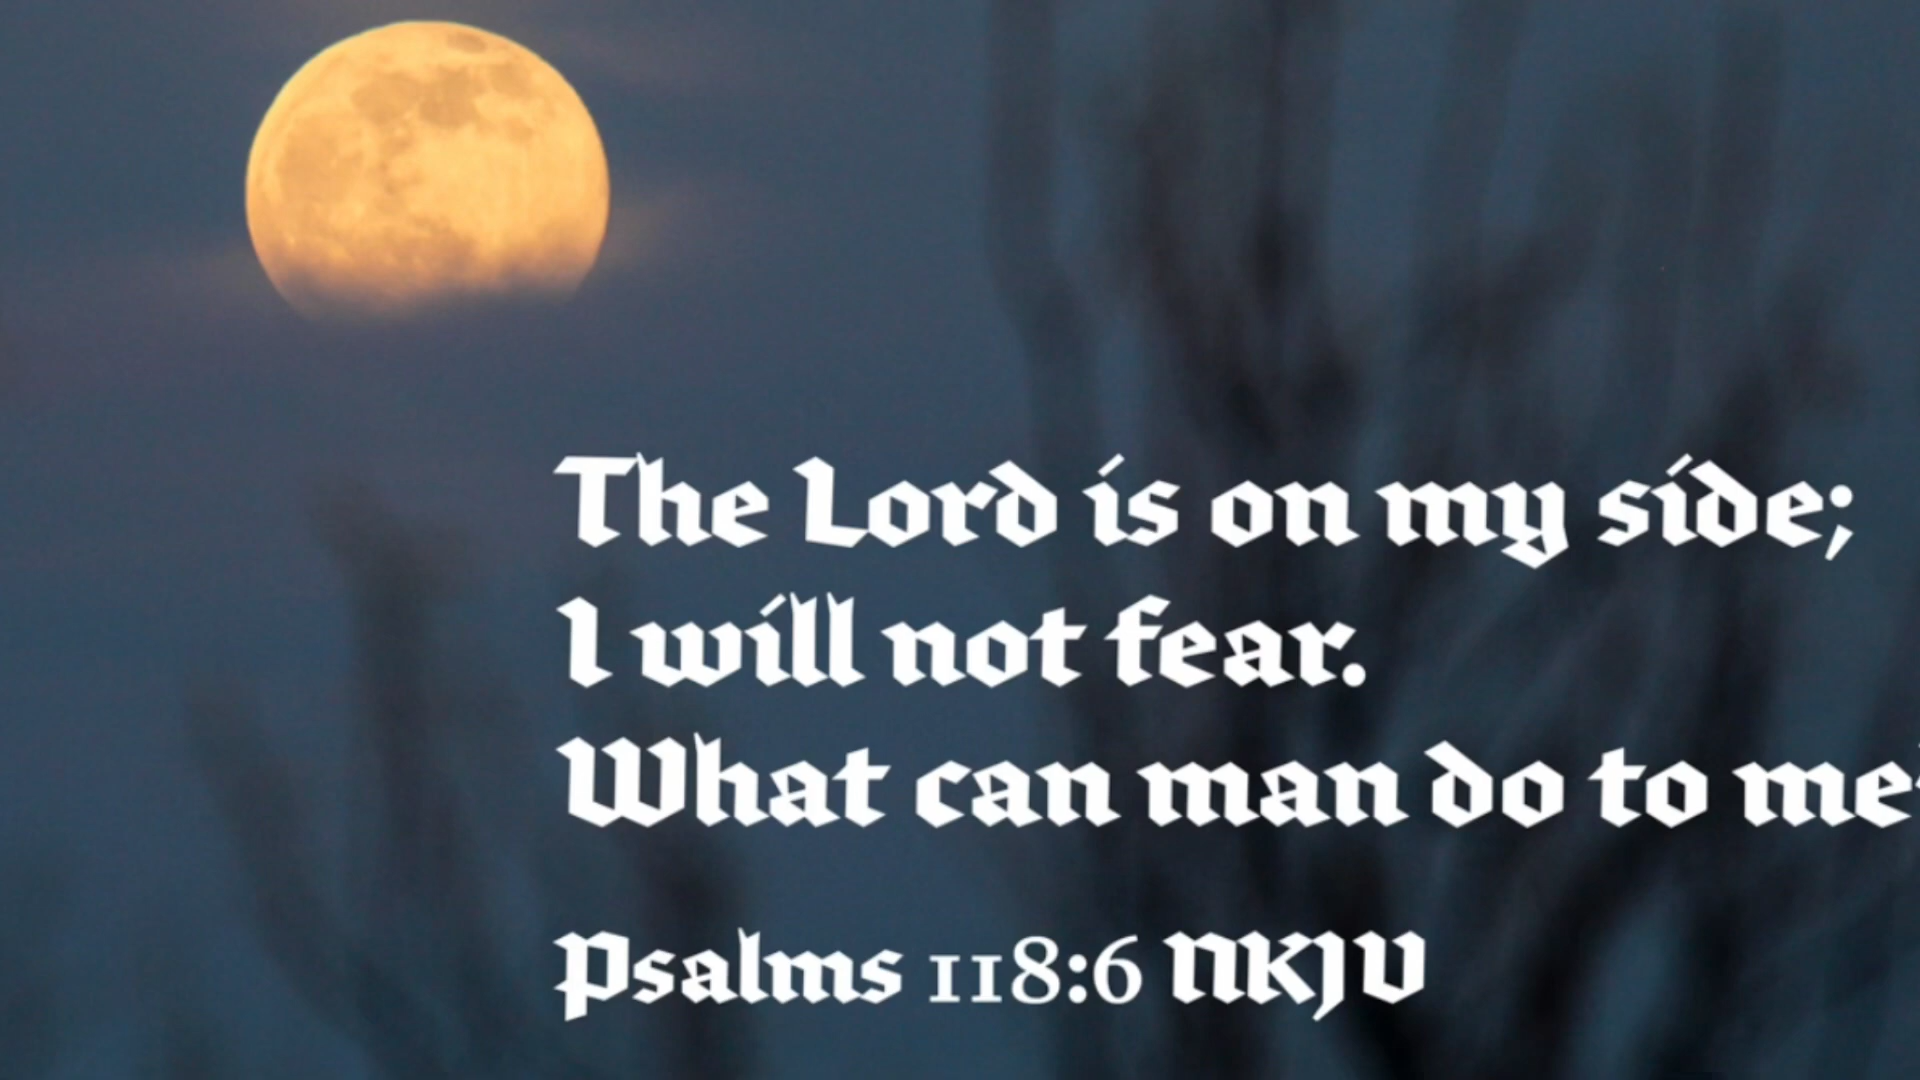 The Lord is on my side;
I will not fear.
What can man do to me
Psalms 118:6 NKJV